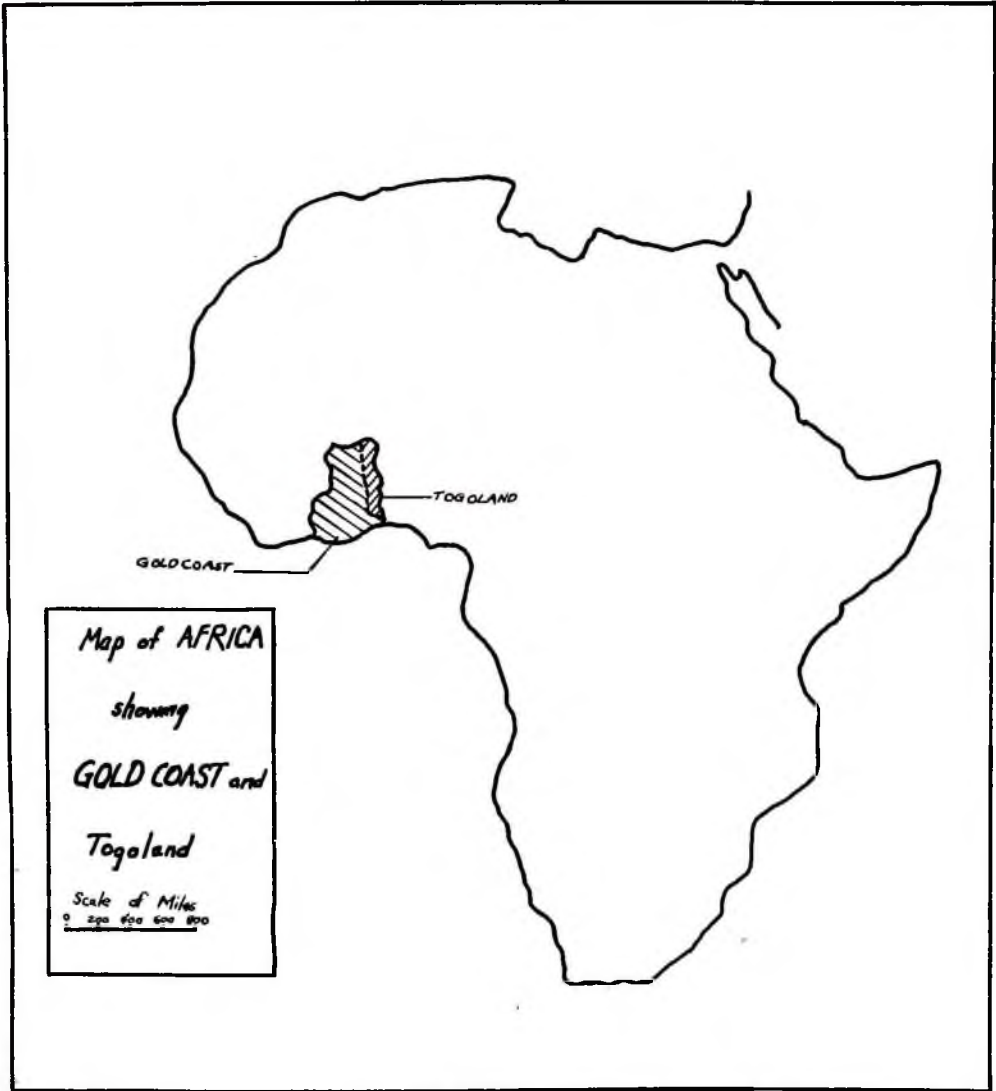 TOGOLAND
GOLD COAST
Map of AFRICA
showing
GOLD COAST and
Togoland
Scale of Miles
0 200 400 600 800